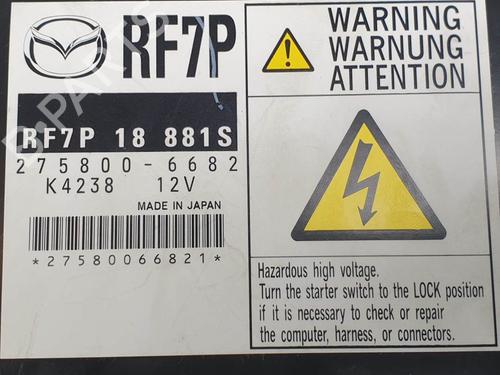 RF7P
RF7P 18 881S
275800-6682
K4238 12V
MADE IN JAPAN
*27580066821*
WARNING
WARNUNG
ATTENTION
Hazardous high voltage.
Turn the starter switch to the LOCK position
if it is necessary to check or repair
the computer, harness, or connectors.
B-PARTS